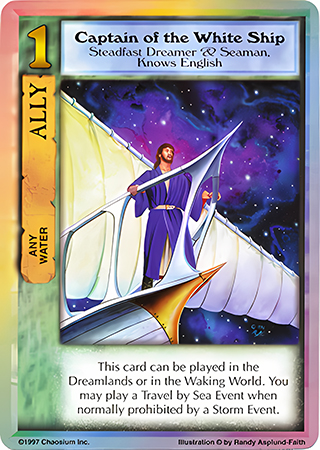 1
Captain of the White Ship
Steadfast Dreamer & Seaman,
Knows English
ALLY
ANY
WATER
This card can be played in the
Dreamlands or in the Waking World. You
may play a Travel by Sea Event when
normally prohibited by a Storm Event.
©1997 Chaosium Inc.
Illustration © by Randy Asplund-Faith